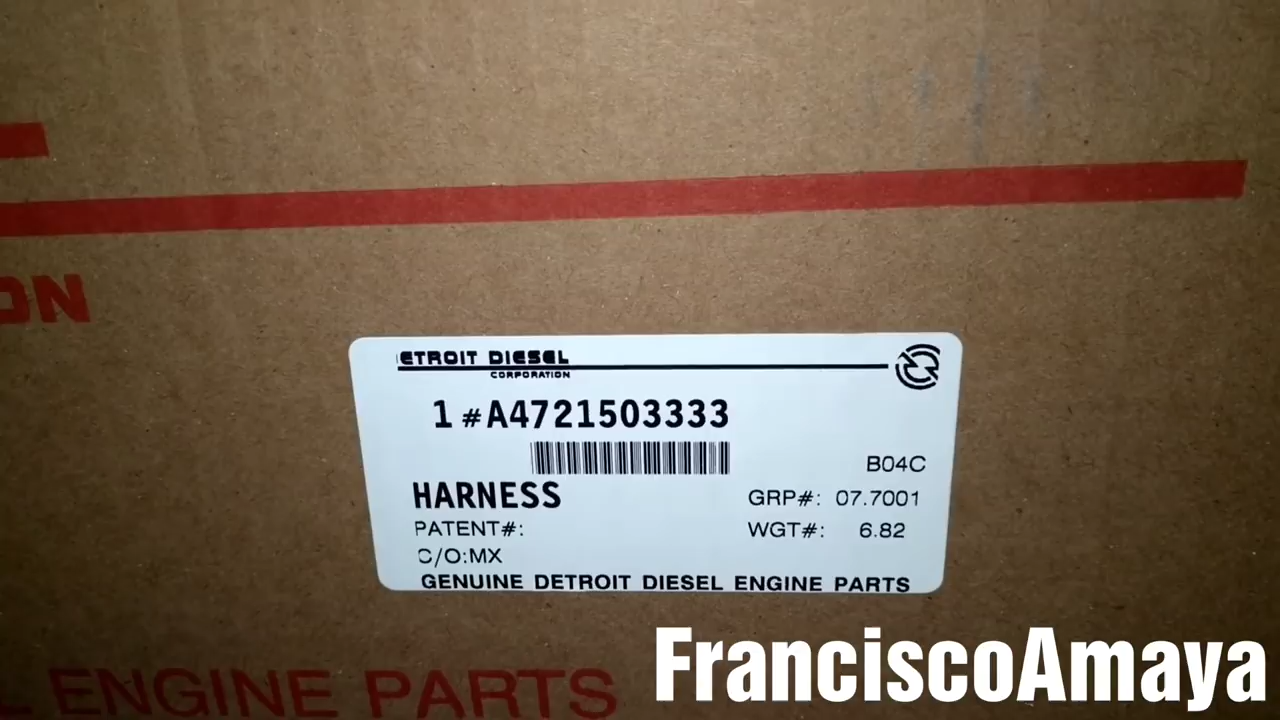 ON
ETROIT DIESEL
CORPORATION
1 #A4721503333
B04C
HARNESS
GRP#: 07.7001
PATENT#:
WGT#: 6.82
C/O:MX
GENUINE DETROIT DIESEL ENGINE PARTS
L ENGINE PARTS
FranciscoAmaya